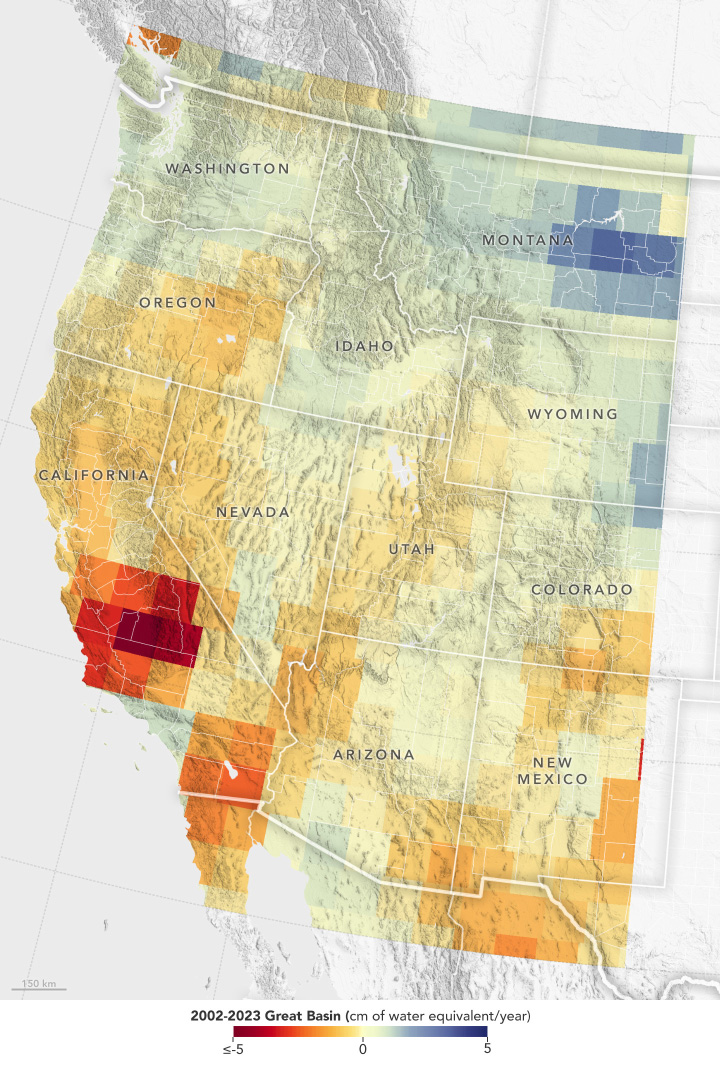 WASHINGTON
MONTANA
OREGON
IDAHO
WYOMING
CALIFORNIA
NEVADA
UTAH
COLORADO
ARIZONA
NEW
MEXICO
150 km
2002-2023 Great Basin (cm of water equivalent/year)
≤-5 0 5